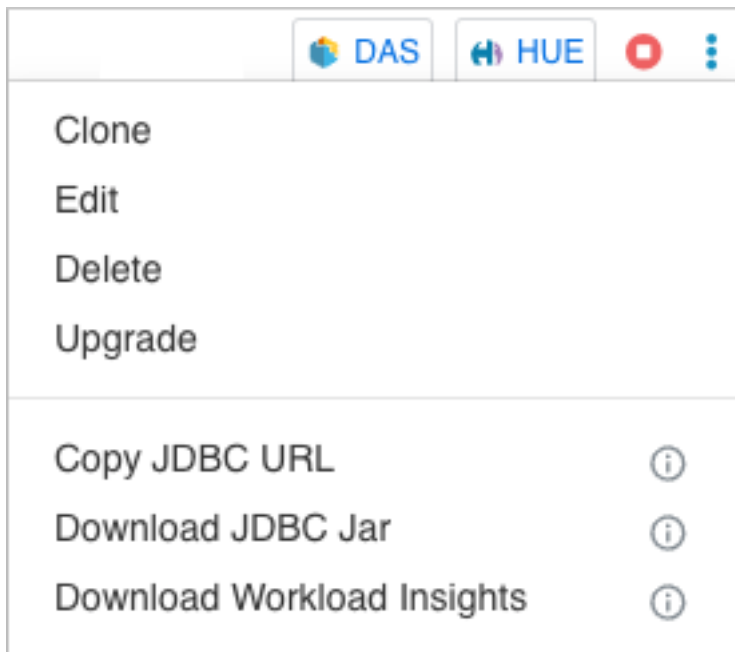 DAS HUE
Clone
Edit
Delete
Upgrade
Copy JDBC URL
Download JDBC Jar
Download Workload Insights